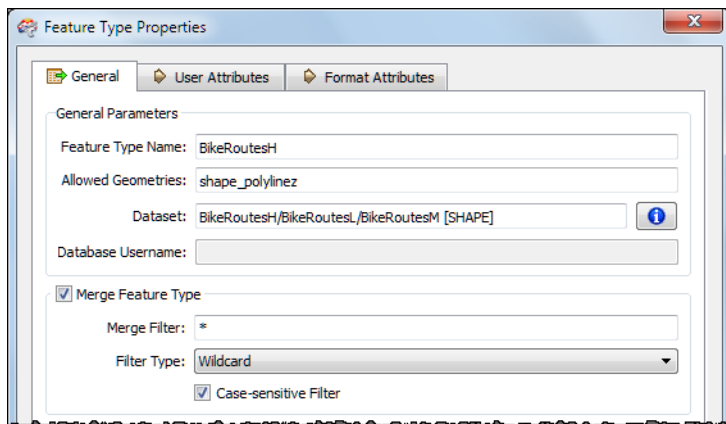 Feature Type Properties
General
User Attributes
Format Attributes
General Parameters
Feature Type Name: BikeRoutesH
Allowed Geometries: shape_polylinez
Dataset: BikeRoutesH/BikeRoutesL/BikeRoutesM [SHAPE]
Database Username:
Merge Feature Type
Merge Filter: *
Filter Type: Wildcard
Case-sensitive Filter